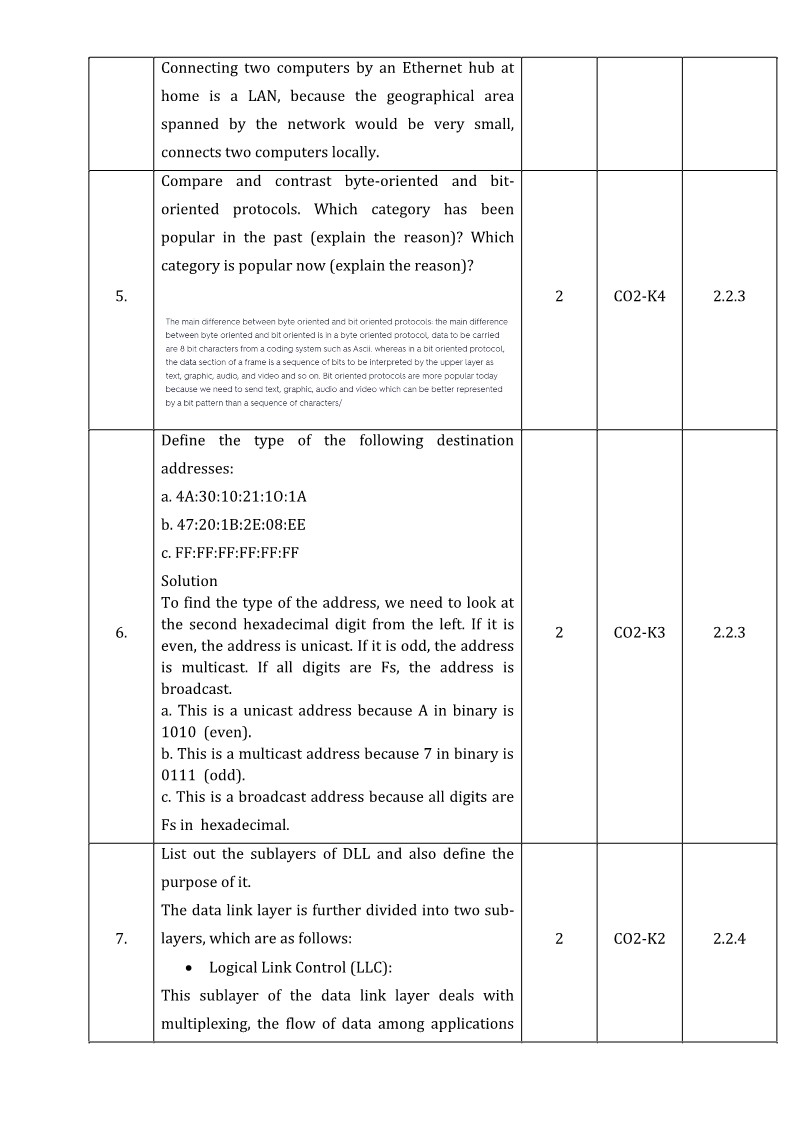 Connecting two computers by an Ethernet hub at
home is a LAN, because the geographical area
spanned by the network would be very small,
connects two computers locally.
5.
Compare and contrast byte-oriented and bit-
oriented protocols. Which category has been
popular in the past (explain the reason)? Which
category is popular now (explain the reason)?
The main difference between byte oriented and bit oriented protocols: the main difference
between byte oriented and bit oriented is in a byte oriented protocol, data to be carried
are 8 bit characters from a coding system such as Ascii. whereas in a bit oriented protocol,
the data section of a frame is a sequence of bits to be interpreted by the upper layer as
text, graphic, audio, and video and so on. Bit oriented protocols are more popular today
because we need to send text, graphic, audio and video which can be better represented
by a bit pattern than a sequence of characters/
2
CO2-K4
2.2.3
6.
Define the type of the following destination
addresses:
a. 4A:30:10:21:1O:1A
b. 47:20:1B:2E:08:EE
c. FF:FF:FF:FF:FF:FF
Solution
To find the type of the address, we need to look at
the second hexadecimal digit from the left. If it is
even, the address is unicast. If it is odd, the address
is multicast. If all digits are Fs, the address is
broadcast.
a. This is a unicast address because A in binary is
1010 (even).
b. This is a multicast address because 7 in binary is
0111 (odd).
c. This is a broadcast address because all digits are
Fs in hexadecimal.
2
CO2-K3
2.2.3
7.
List out the sublayers of DLL and also define the
purpose of it.
The data link layer is further divided into two sub-
layers, which are as follows:
• Logical Link Control (LLC):
This sublayer of the data link layer deals with
multiplexing, the flow of data among applications
2
CO2-K2
2.2.4